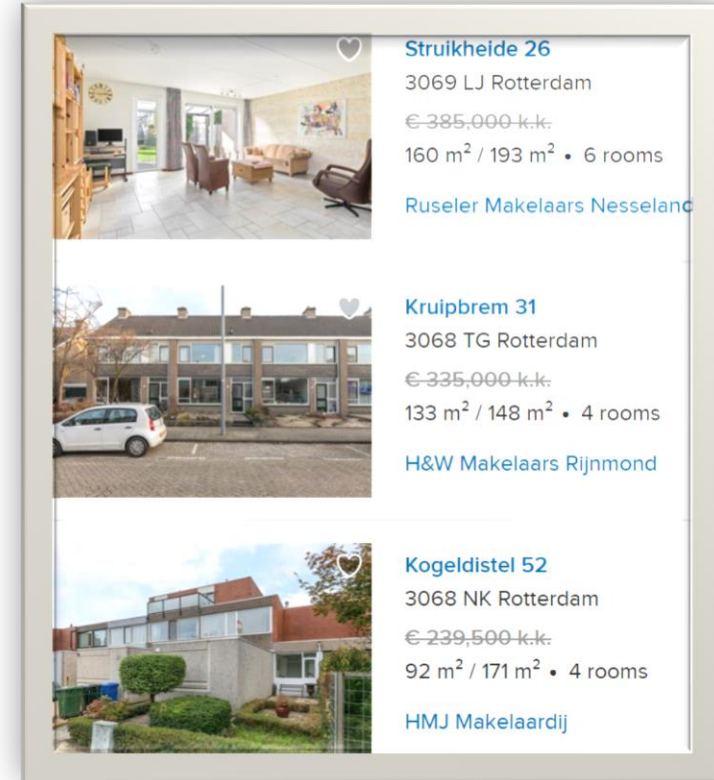 Struikheide 26
3069 LJ Rotterdam
€ 385,000 k.k.
160 m² / 193 m² • 6 rooms
Ruseler Makelaars Nesseland
Kruipbrem 31
3068 TG Rotterdam
€ 335,000 k.k.
133 m² / 148 m² • 4 rooms
H&W Makelaars Rijnmond
Kogeldistel 52
3068 NK Rotterdam
€ 239,500 k.k.
92 m² / 171 m² • 4 rooms
HMJ Makelaardij